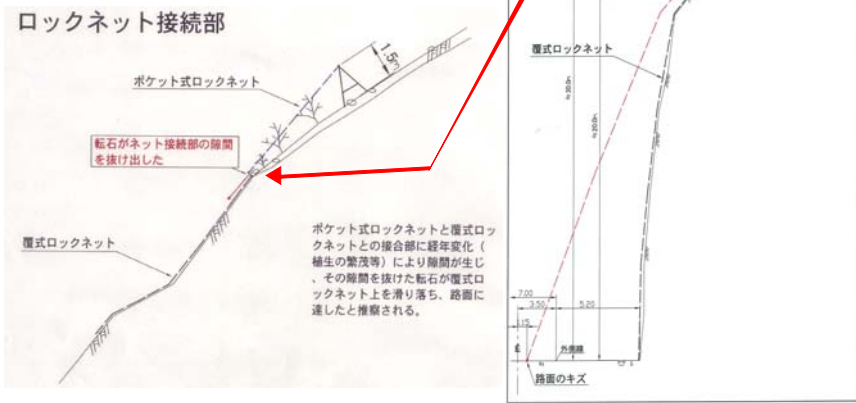 ロックネット接続部
1.5m
ポケット式ロックネット
転石がネット接続部の隙間
を抜け出した
覆式ロックネット
ポケット式ロックネットと覆式ロッ
クネットとの接合部に経年変化（
植生の繁茂等）により隙間が生じ
、その隙間を抜けた転石が覆式ロ
ックネット上を滑り落ち、路面に
達したと推察される。
覆式ロックネット
7.00
3.50
5.20
外側線
路面のキズ